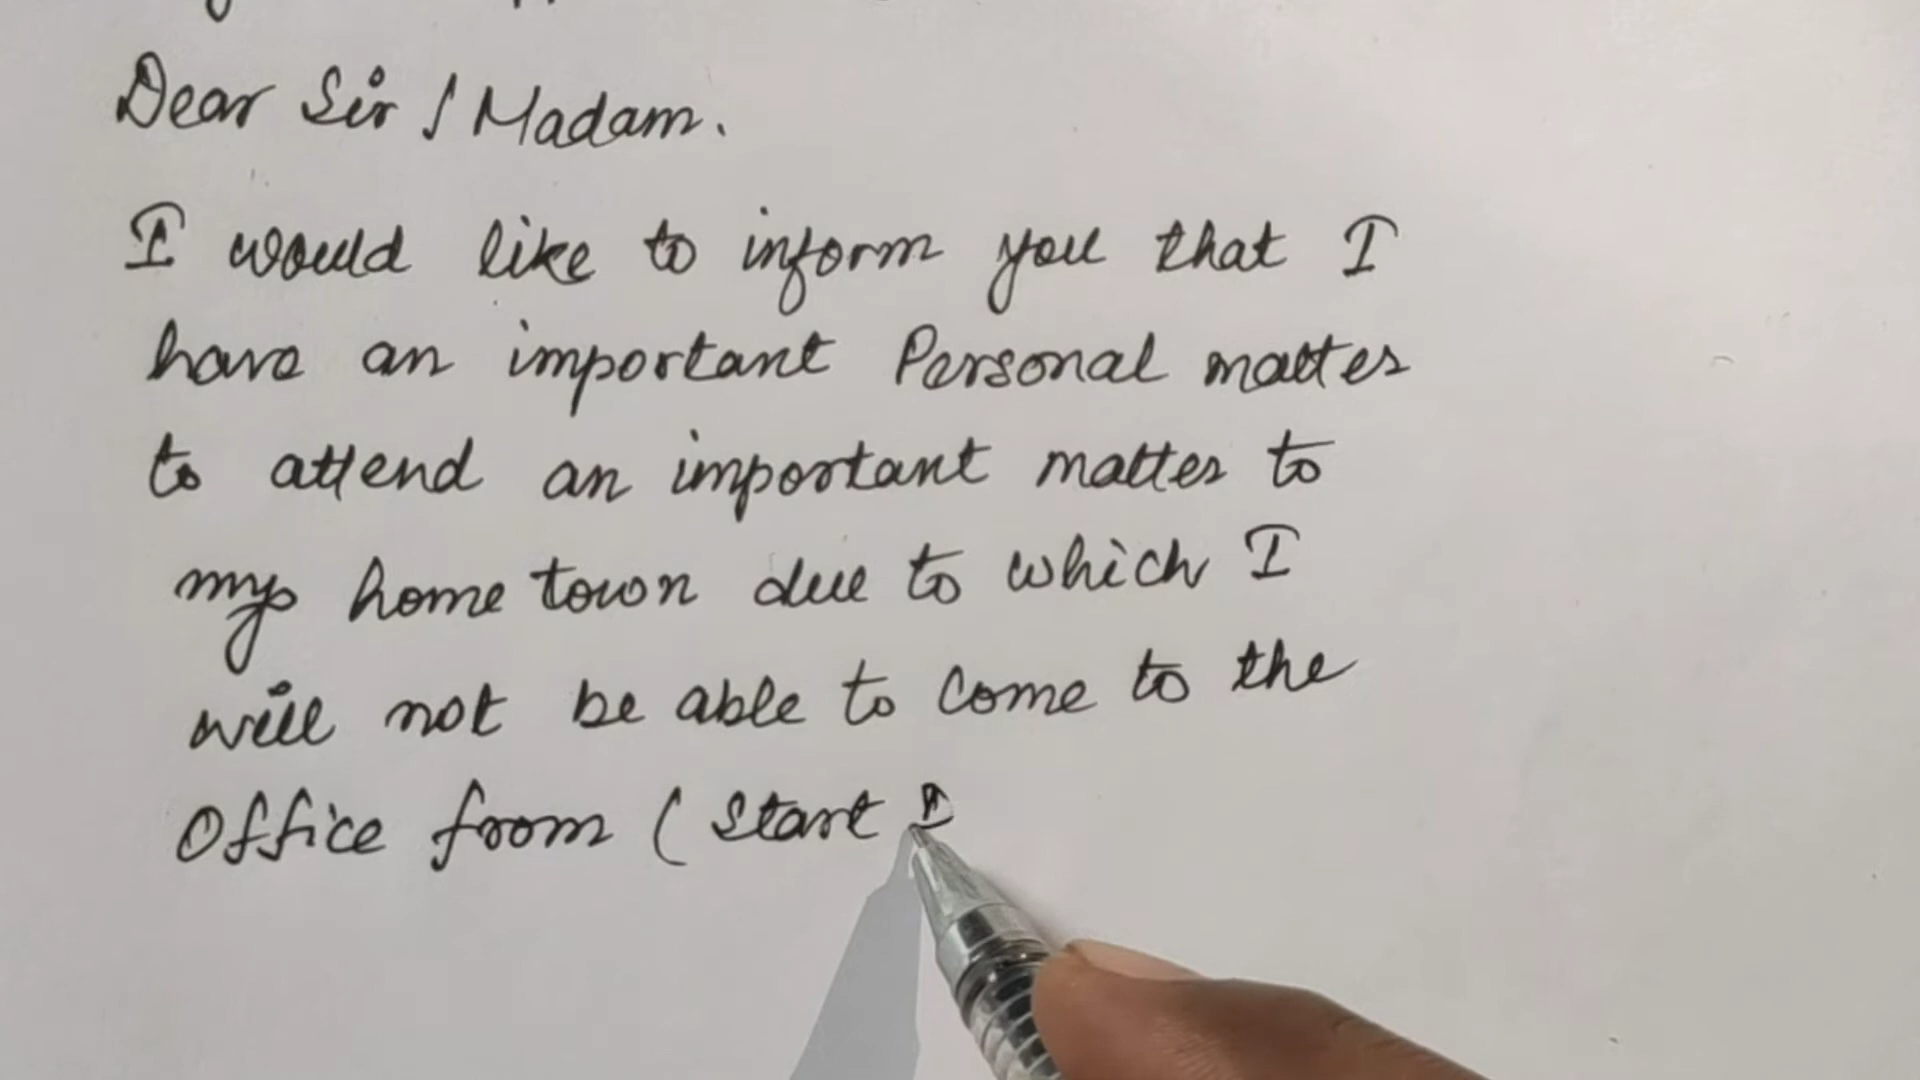 Dear Sir / Madam.
I would like to inform you that I
have an important Personal matter
to attend an important matter to
my home town due to which I
will not be able to come to the
Office from ( Start